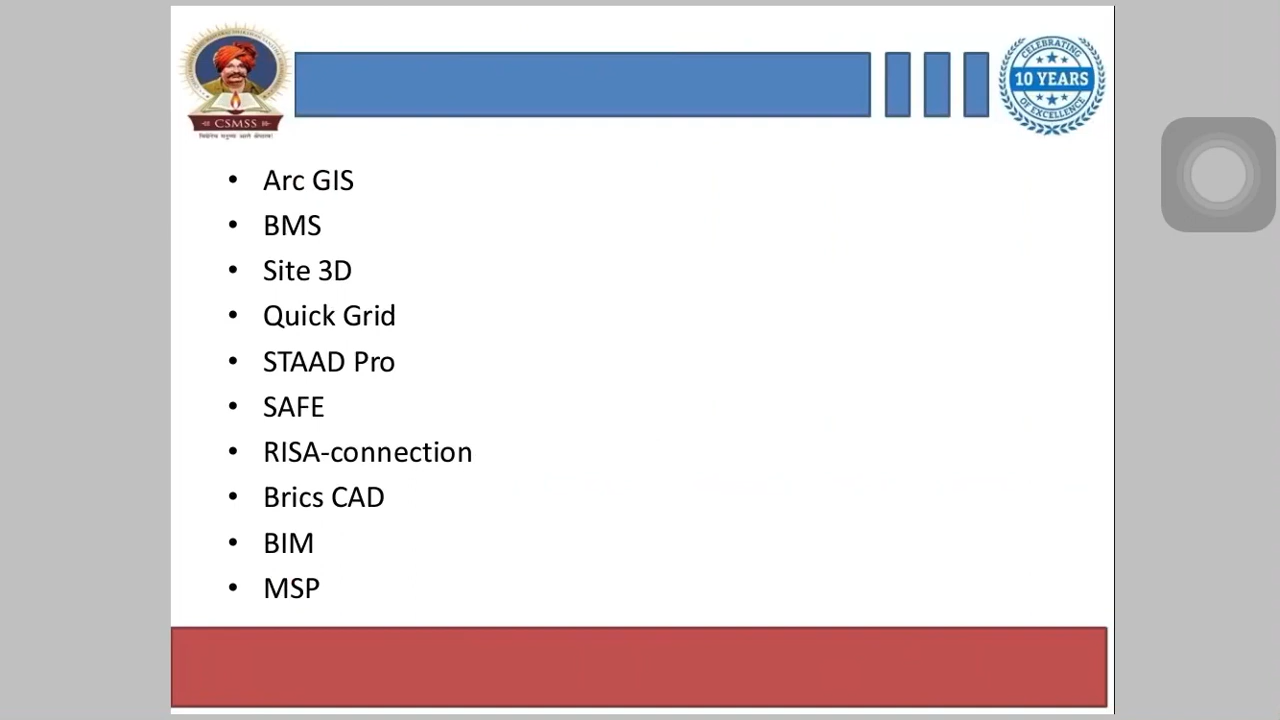 CSMSS
CELEBRATING
10 YEARS
OF EXCELLENCE
• Arc GIS
• BMS
• Site 3D
• Quick Grid
• STAAD Pro
• SAFE
• RISA-connection
• Brics CAD
• BIM
• MSP